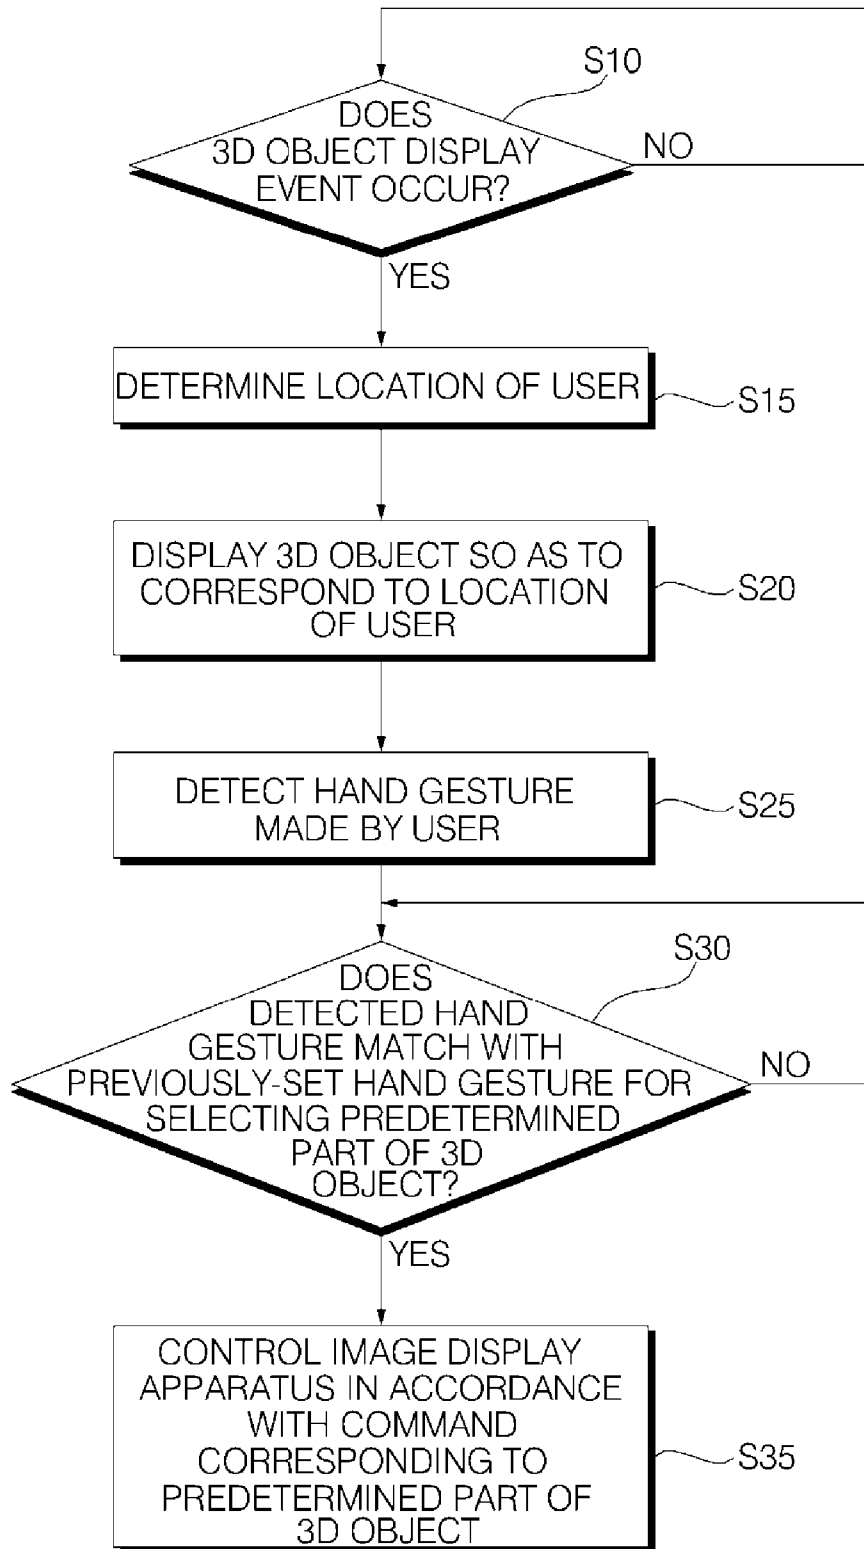 S10
DOES
3D OBJECT DISPLAY
EVENT OCCUR?
NO
YES
DETERMINE LOCATION OF USER
S15
DISPLAY 3D OBJECT SO AS TO
CORRESPOND TO LOCATION
OF USER
S20
DETECT HAND GESTURE
MADE BY USER
S25
S30
DOES
DETECTED HAND
GESTURE MATCH WITH
PREVIOUSLY-SET HAND GESTURE FOR
SELECTING PREDETERMINED
PART OF 3D
OBJECT?
NO
YES
CONTROL IMAGE DISPLAY
APPARATUS IN ACCORDANCE
WITH COMMAND
CORRESPONDING TO
PREDETERMINED PART OF
3D OBJECT
S35